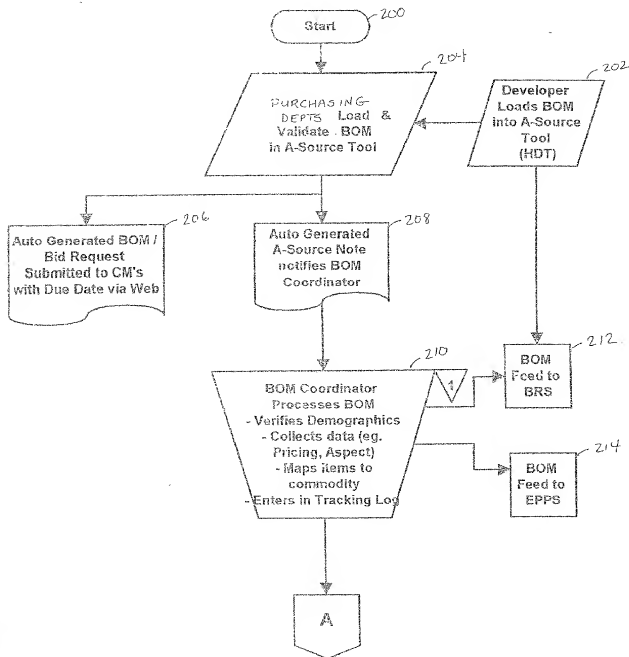 Start
200
204
PURCHASING
DEPTS Load &
Validate BOM
in A-Source Tool
202
Developer
Loads BOM
into A-Source
Tool
(HDT)
206
Auto Generated BOM /
Bid Request
Submitted to CM's
with Due Date via Web
208
Auto Generated
A-Source Note
notifies BOM
Coordinator
210
BOM Coordinator
Processes BOM
- Verifies Demographics
- Collects data (eg.
Pricing, Aspect)
- Maps items to
commodity
- Enters in Tracking Log
1
212
BOM
Feed to
BRS
214
BOM
Feed to
EPPS
A